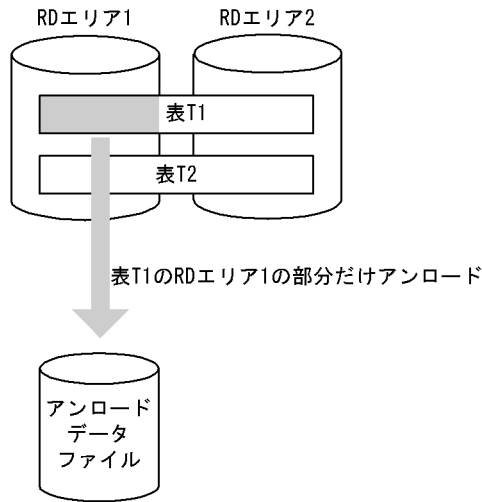 RDエリア1
RDエリア2
表T1
表T2
表T1のRDエリア1の部分だけアンロード
アンロード
データ
ファイル